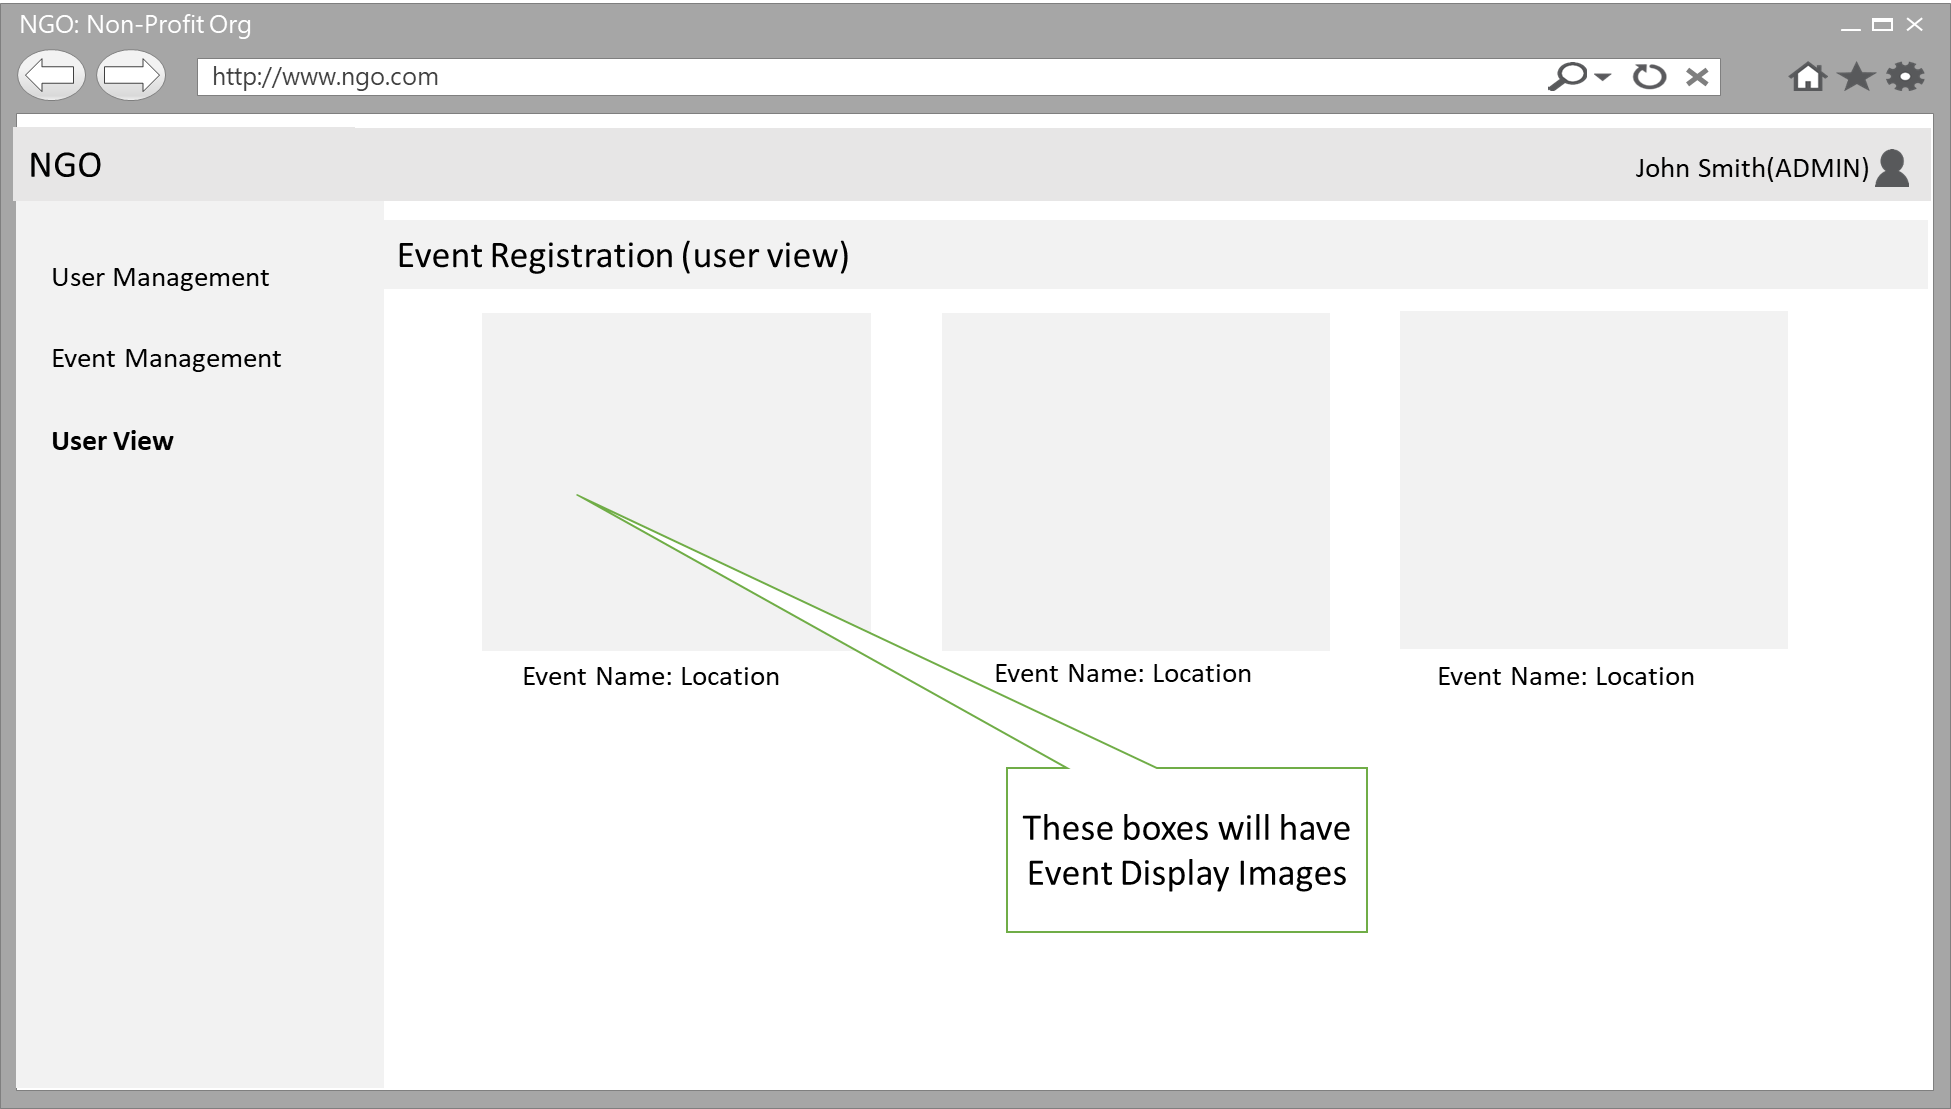 NGO: Non-Profit Org
http://www.ngo.com
NGO
John Smith(ADMIN)
User Management
Event Management
User View
Event Registration (user view)
Event Name: Location
Event Name: Location
Event Name: Location
These boxes will have
Event Display Images